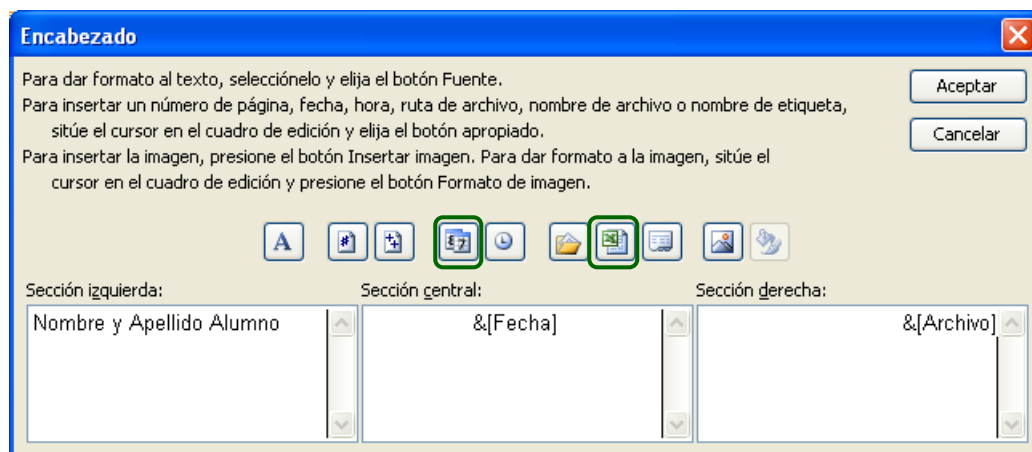 Encabezado
Para dar formato al texto, selecciónelo y elija el botón Fuente.
Para insertar un número de página, fecha, hora, ruta de archivo, nombre de archivo o nombre de etiqueta,
sitúe el cursor en el cuadro de edición y elija el botón apropiado.
Para insertar la imagen, presione el botón Insertar imagen. Para dar formato a la imagen, sitúe el
cursor en el cuadro de edición y presione el botón Formato de imagen.
Aceptar
Cancelar
A
Sección izquierda:
Sección central:
Sección derecha:
Nombre y Apellido Alumno
&[Fecha]
&[Archivo]